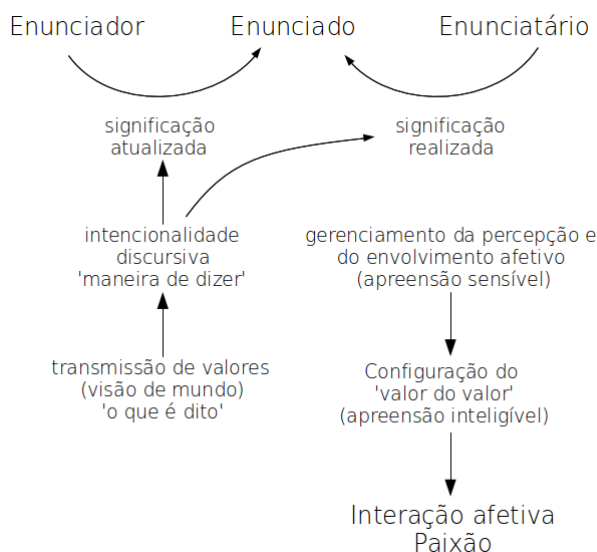 Enunciador
Enunciado
Enunciatário
significação
atualizada
significação
realizada
intencionalidade
discursiva
'maneira de dizer'
gerenciamento da percepção e
do envolvimento afetivo
(apreensão sensível)
transmissão de valores
(visão de mundo)
'o que é dito'
Configuração do
'valor do valor'
(apreensão inteligível)
Interação afetiva
Paixão